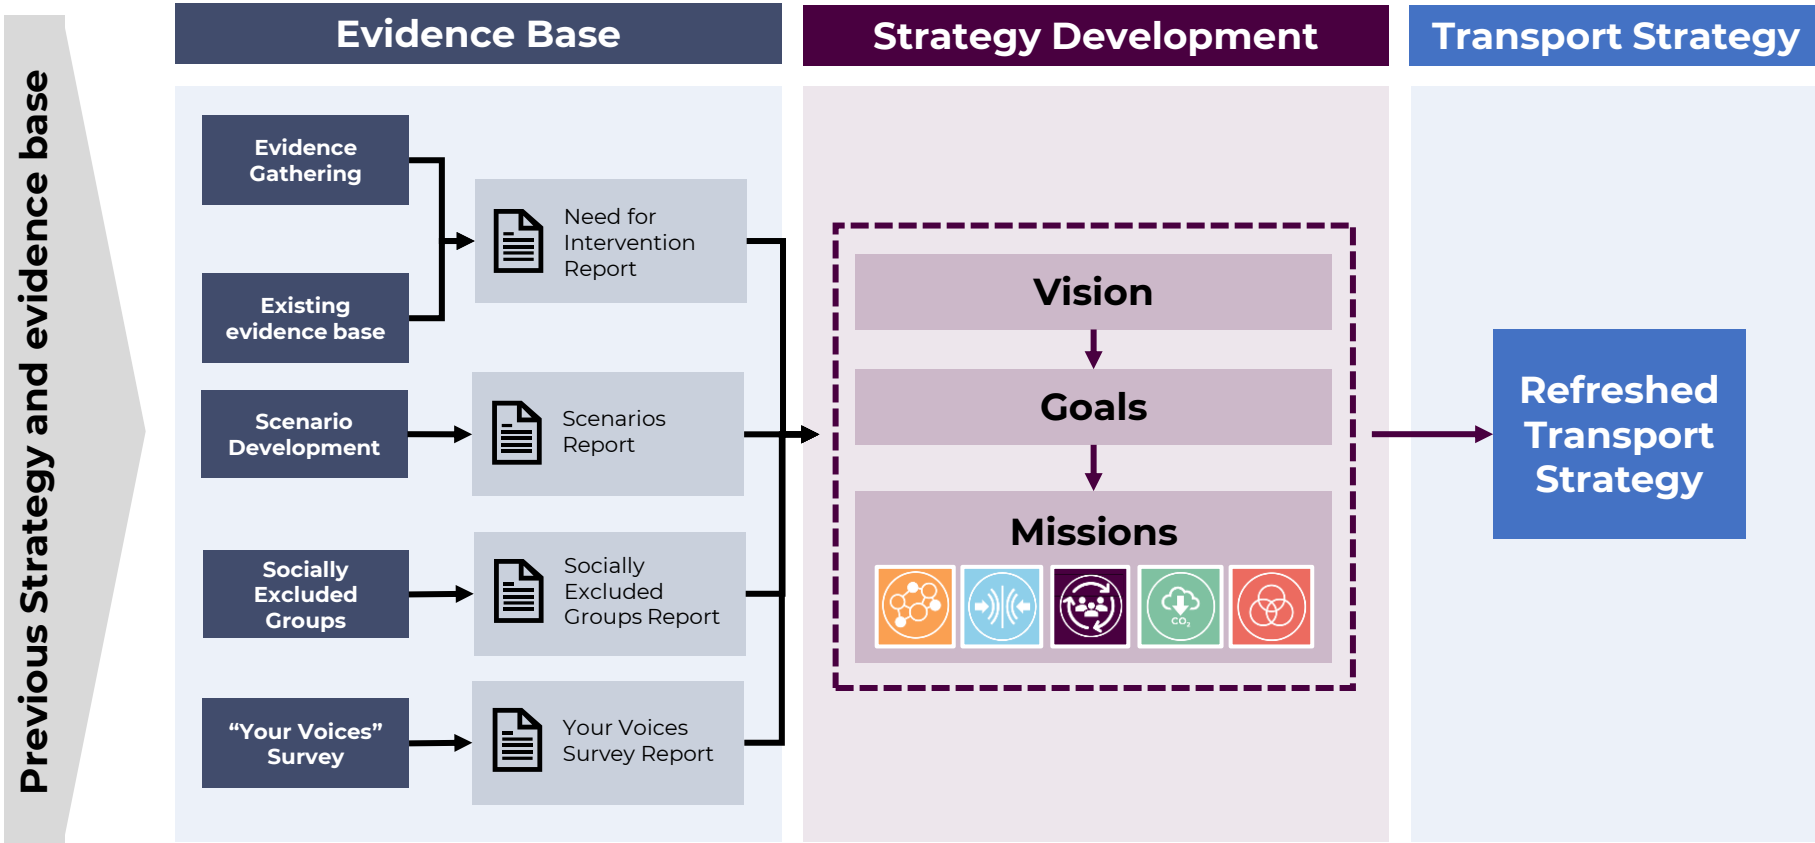 Previous Strategy and evidence base
Evidence Base
Evidence
Gathering
Existing
evidence base
Need for
Intervention
Report
Scenario
Development
Scenarios
Report
Socially
Excluded
Groups
Socially
Excluded
Groups Report
“Your Voices”
Survey
Your Voices
Survey Report
Strategy Development
Vision
Goals
Missions
CO₂
Transport Strategy
Refreshed
Transport
Strategy